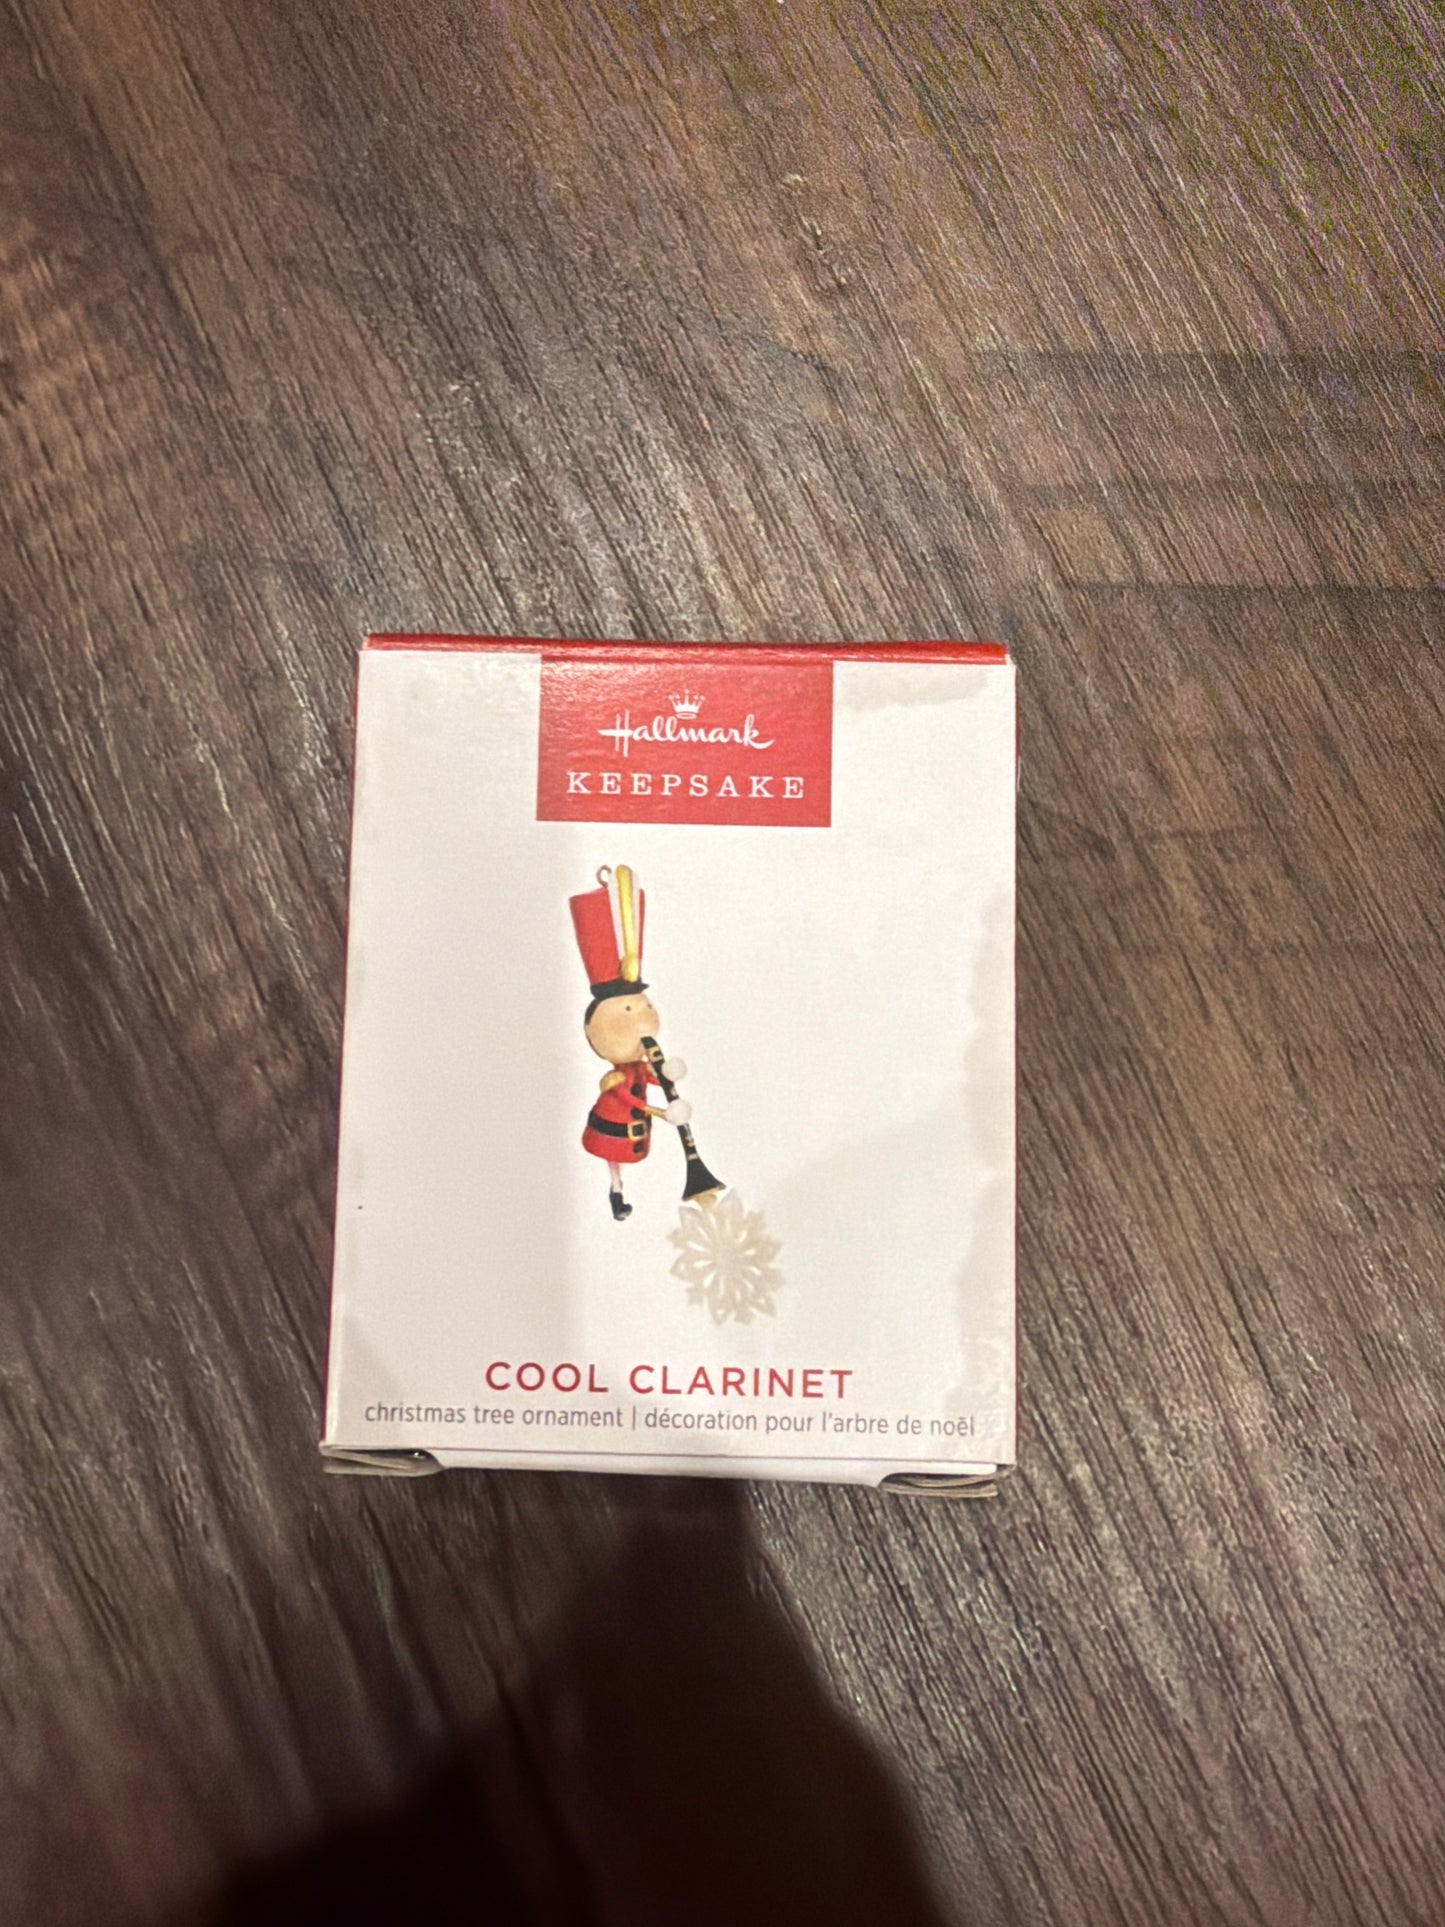 Hallmark
KEEPSAKE
COOL CLARINET
christmas tree ornament | décoration pour l'arbre de noël